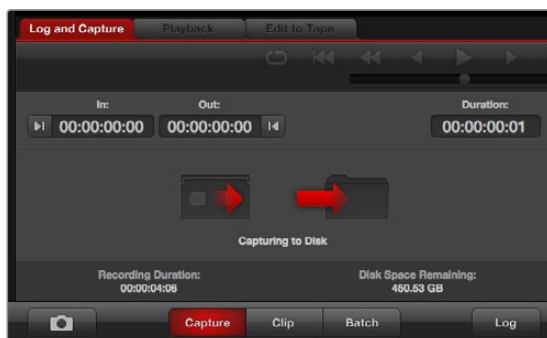 Log and Capture Playback Edit to Tape
In: Out: Duration:
00:00:00:00 00:00:00:00 00:00:00:01
Capturing to Disk
Recording Duration: Disk Space Remaining:
00:00:04:06 450.53 GB
Capture Clip Batch Log